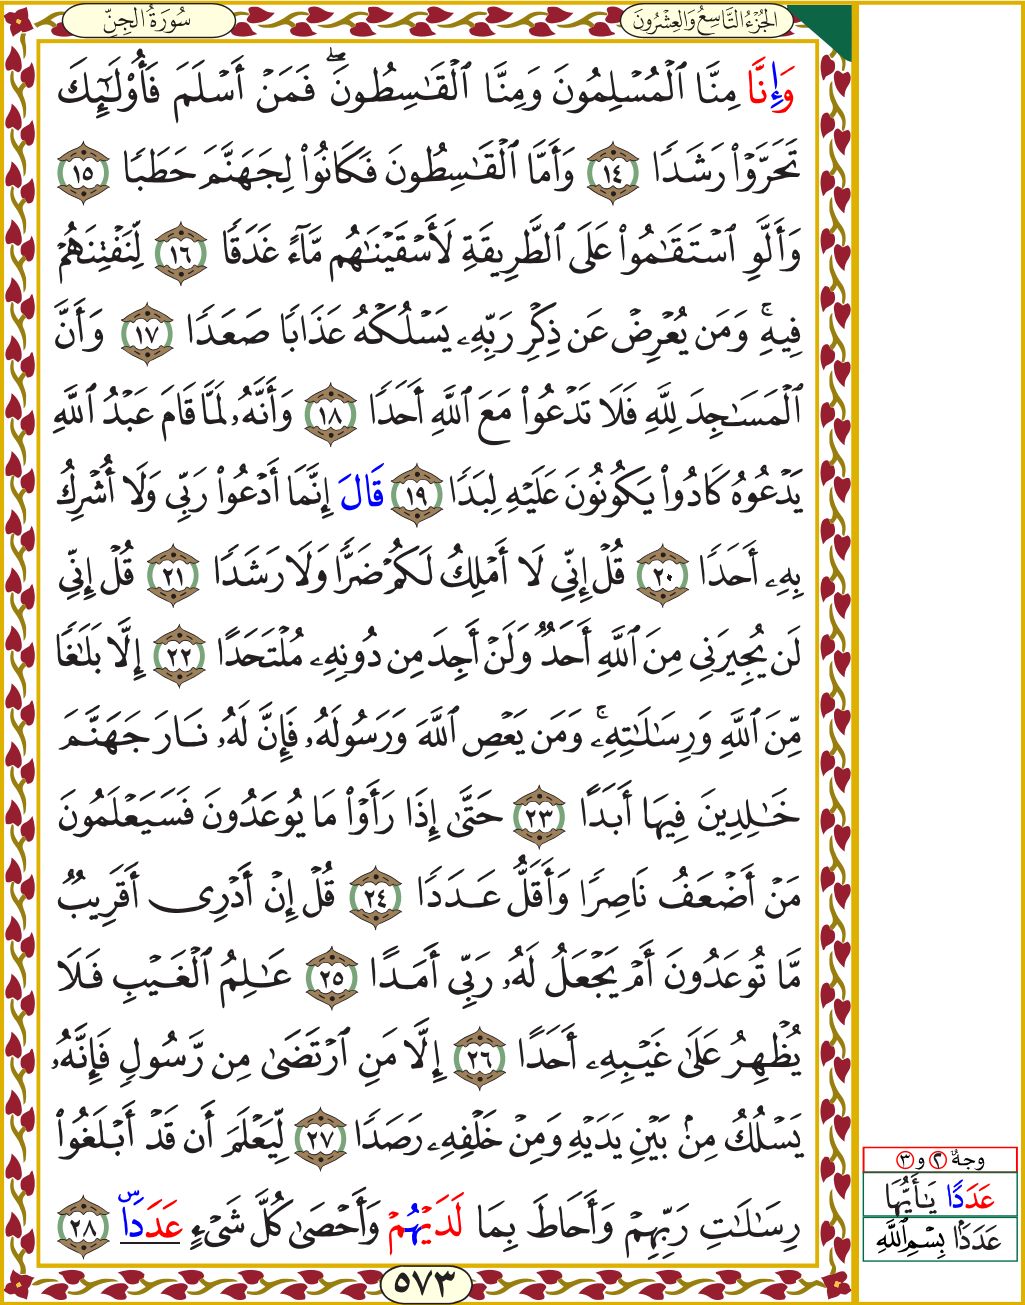 الجُزْءُ التَّاسِعُ وَالعِشْرُونَ
سُورَةُ الجِنِّ
وَإِنَّا مِنَّا ٱلْمُسْلِمُونَ وَمِنَّا ٱلْقَـٰسِطُونَۖ فَمَنْ أَسْلَمَ فَأُوْلَـٰٓئِكَ
تَحَرَّوْاْ رَشَدًا ١٤ وَأَمَّا ٱلْقَـٰسِطُونَ فَكَانُواْ لِجَهَنَّمَ حَطَبًا ١٥
وَأَلَّوِ ٱسْتَقَـٰمُواْ عَلَى ٱلطَّرِيقَةِ لَأَسْقَيْنَـٰهُم مَّآءً غَدَقًا ١٦ لِّنَفْتِنَهُمْ
فِيهِۚ وَمَن يُعْرِضْ عَن ذِكْرِ رَبِّهِۦ يَسْلُكْهُ عَذَابًا صَعَدًا ١٧ وَأَنَّ
ٱلْمَسَـٰجِدَ لِلَّهِ فَلَا تَدْعُواْ مَعَ ٱللَّهِ أَحَدًا ١٨ وَأَنَّهُۥ لَمَّا قَامَ عَبْدُ ٱللَّهِ
يَدْعُوهُ كَادُواْ يَكُونُونَ عَلَيْهِ لِبَدًا ١٩ قَالَ إِنَّمَا أَدْعُواْ رَبِّى وَلَا أُشْرِكُ
بِهِۦ أَحَدًا ٢٠ قُلْ إِنِّى لَا أَمْلِكُ لَكُمْ ضَرًّا وَلَا رَشَدًا ٢١ قُلْ إِنِّى
لَن يُجِيرَنِى مِنَ ٱللَّهِ أَحَدٌ وَلَنْ أَجِدَ مِن دُونِهِۦ مُلْتَحَدًا ٢٢ إِلَّا بَلَـٰغًا
مِّنَ ٱللَّهِ وَرِسَـٰلَـٰتِهِۦۚ وَمَن يَعْصِ ٱللَّهَ وَرَسُولَهُۥ فَإِنَّ لَهُۥ نَارَ جَهَنَّمَ
خَـٰلِدِينَ فِيهَا أَبَدًا ٢٣ حَتَّىٰ إِذَا رَأَوْاْ مَا يُوعَدُونَ فَسَيَعْلَمُونَ
مَنْ أَضْعَفُ نَاصِرًا وَأَقَلُّ عَدَدًا ٢٤ قُلْ إِنْ أَدْرِى أَقَرِيبٌ
مَّا تُوعَدُونَ أَمْ يَجْعَلُ لَهُۥ رَبِّى أَمَدًا ٢٥ عَـٰلِمُ ٱلْغَيْبِ فَلَا
يُظْهِرُ عَلَىٰ غَيْبِهِۦ أَحَدًا ٢٦ إِلَّا مَنِ ٱرْتَضَىٰ مِن رَّسُولٍ فَإِنَّهُۥ
يَسْلُكُ مِنۢ بَيْنِ يَدَيْهِ وَمِنْ خَلْفِهِۦ رَصَدًا ٢٧ لِّيَعْلَمَ أَن قَدْ أَبْلَغُواْ
رِسَـٰلَـٰتِ رَبِّهِمْ وَأَحَاطَ بِمَا لَدَيْهُمْ وَأَحْصَىٰ كُلَّ شَىْءٍ عَدَدًاۜ ٢٨
٥٧٣
وجهٌ ٢ و ٣
عَدَدًا يَـٰأَيُّهَا
عَدَدًا بِسْمِ ٱللَّهِ